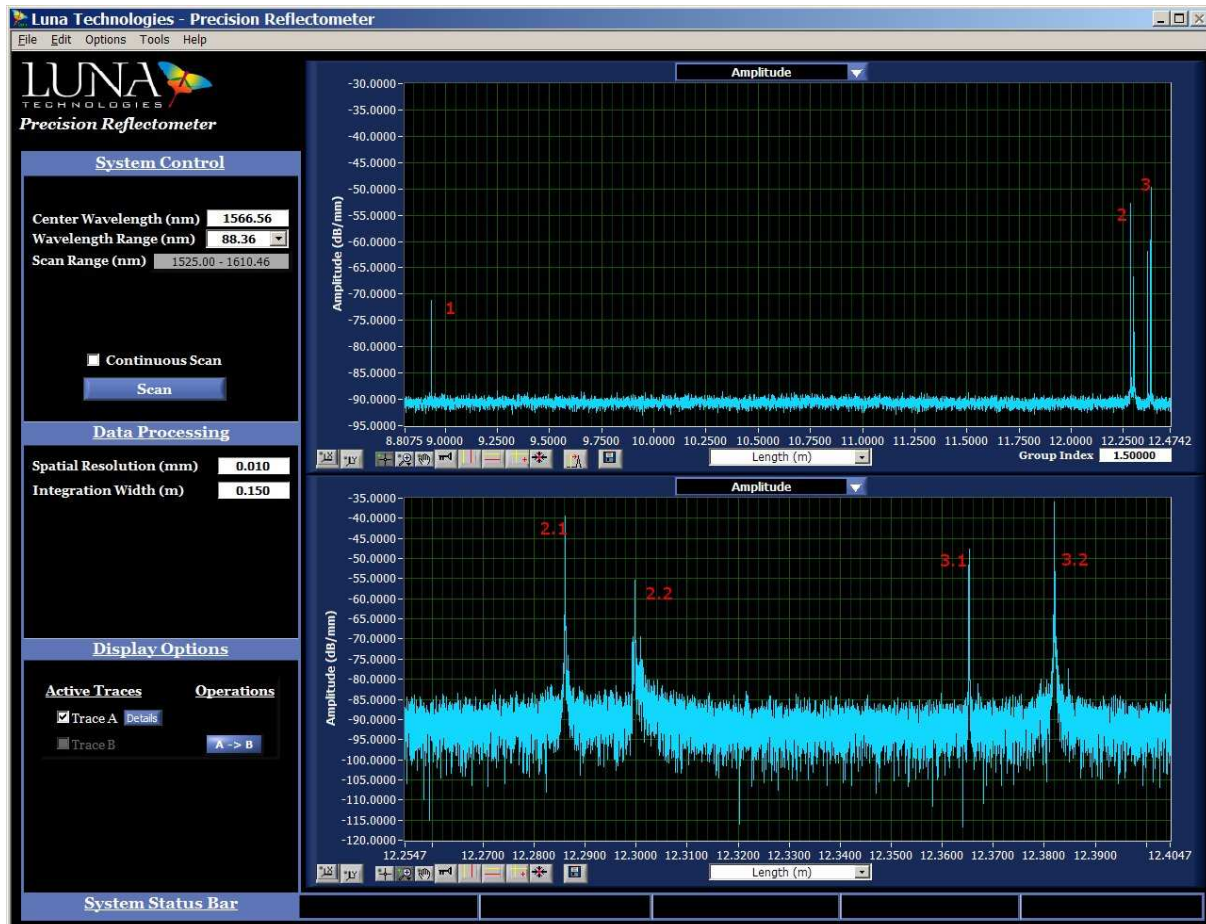 Luna Technologies - Precision Reflectometer
File Edit Options Tools Help
LUNA
TECHNOLOGIES
Precision Reflectometer
System Control
Center Wavelength (nm) 1566.56
Wavelength Range (nm) 88.36
Scan Range (nm) 1525.00 - 1610.46
Continuous Scan
Scan
Data Processing
Spatial Resolution (mm) 0.010
Integration Width (m) 0.150
Display Options
Active Traces Operations
Trace A Details
Trace B A -> B
Amplitude
Amplitude (dB/mm)
-30.0000
-35.0000
-40.0000
-45.0000
-50.0000
-55.0000
-60.0000
-65.0000
-70.0000
-75.0000
-80.0000
-85.0000
-90.0000
-95.0000
1
2
3
8.8075 9.0000 9.2500 9.5000 9.7500 10.0000 10.2500 10.5000 10.7500 11.0000 11.2500 11.5000 11.7500 12.0000 12.2500 12.4742
Length (m)
Group Index 1.50000
Amplitude
Amplitude (dB/mm)
-35.0000
-40.0000
-45.0000
-50.0000
-55.0000
-60.0000
-65.0000
-70.0000
-75.0000
-80.0000
-85.0000
-90.0000
-95.0000
-100.0000
-105.0000
-110.0000
-115.0000
-120.0000
2.1
2.2
3.1
3.2
12.2547 12.2700 12.2800 12.2900 12.3000 12.3100 12.3200 12.3300 12.3400 12.3500 12.3600 12.3700 12.3800 12.3900 12.4047
Length (m)
System Status Bar